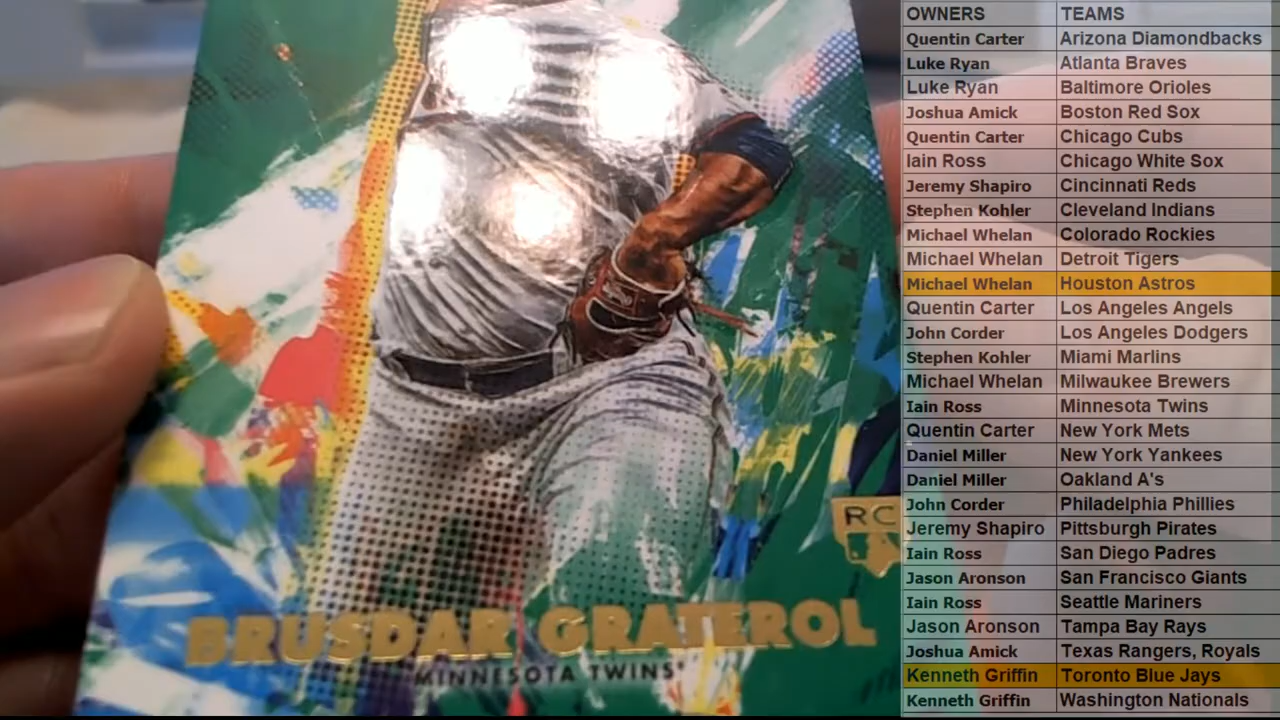 RC
BRUSDAR GRATEROL
MINNESOTA TWINS
OWNERS TEAMS
Quentin Carter Arizona Diamondbacks
Luke Ryan Atlanta Braves
Luke Ryan Baltimore Orioles
Joshua Amick Boston Red Sox
Quentin Carter Chicago Cubs
Iain Ross Chicago White Sox
Jeremy Shapiro Cincinnati Reds
Stephen Kohler Cleveland Indians
Michael Whelan Colorado Rockies
Michael Whelan Detroit Tigers
Michael Whelan Houston Astros
Quentin Carter Los Angeles Angels
John Corder Los Angeles Dodgers
Stephen Kohler Miami Marlins
Michael Whelan Milwaukee Brewers
Iain Ross Minnesota Twins
Quentin Carter New York Mets
Daniel Miller New York Yankees
Daniel Miller Oakland A's
John Corder Philadelphia Phillies
Jeremy Shapiro Pittsburgh Pirates
Iain Ross San Diego Padres
Jason Aronson San Francisco Giants
Iain Ross Seattle Mariners
Jason Aronson Tampa Bay Rays
Joshua Amick Texas Rangers, Royals
Kenneth Griffin Toronto Blue Jays
Kenneth Griffin Washington Nationals